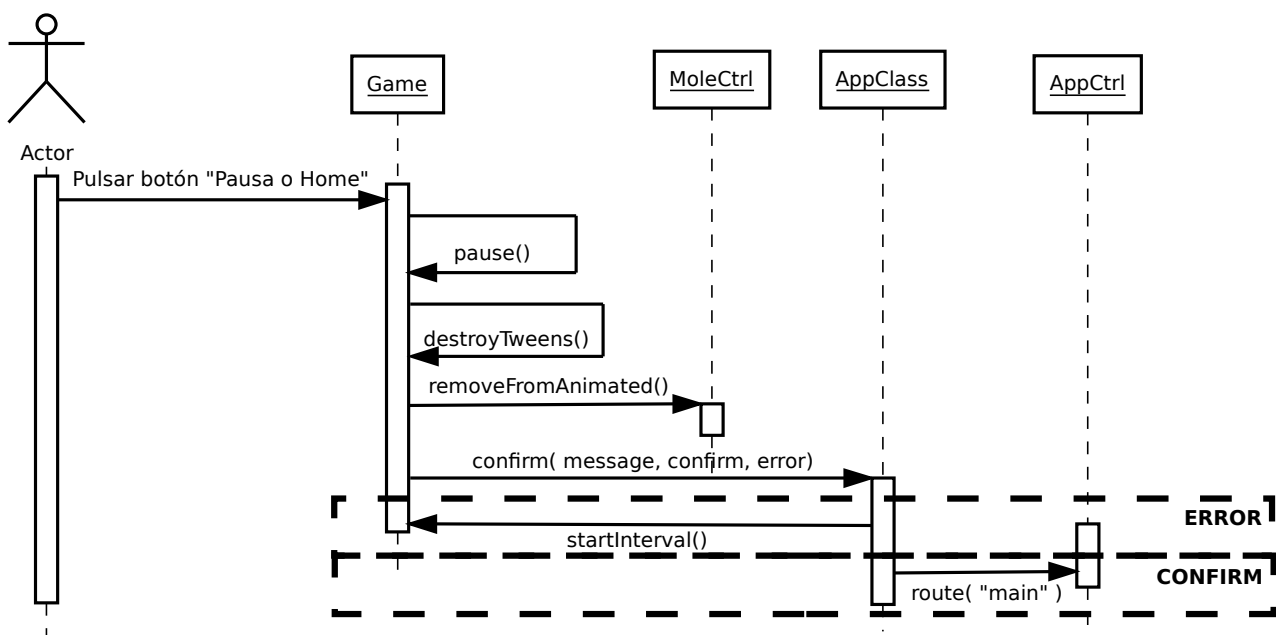 Game
MoleCtrl
AppClass
AppCtrl
Actor
Pulsar botón "Pausa o Home"
pause()
destroyTweens()
removeFromAnimated()
confirm( message, confirm, error)
ERROR
startInterval()
CONFIRM
route( "main" )